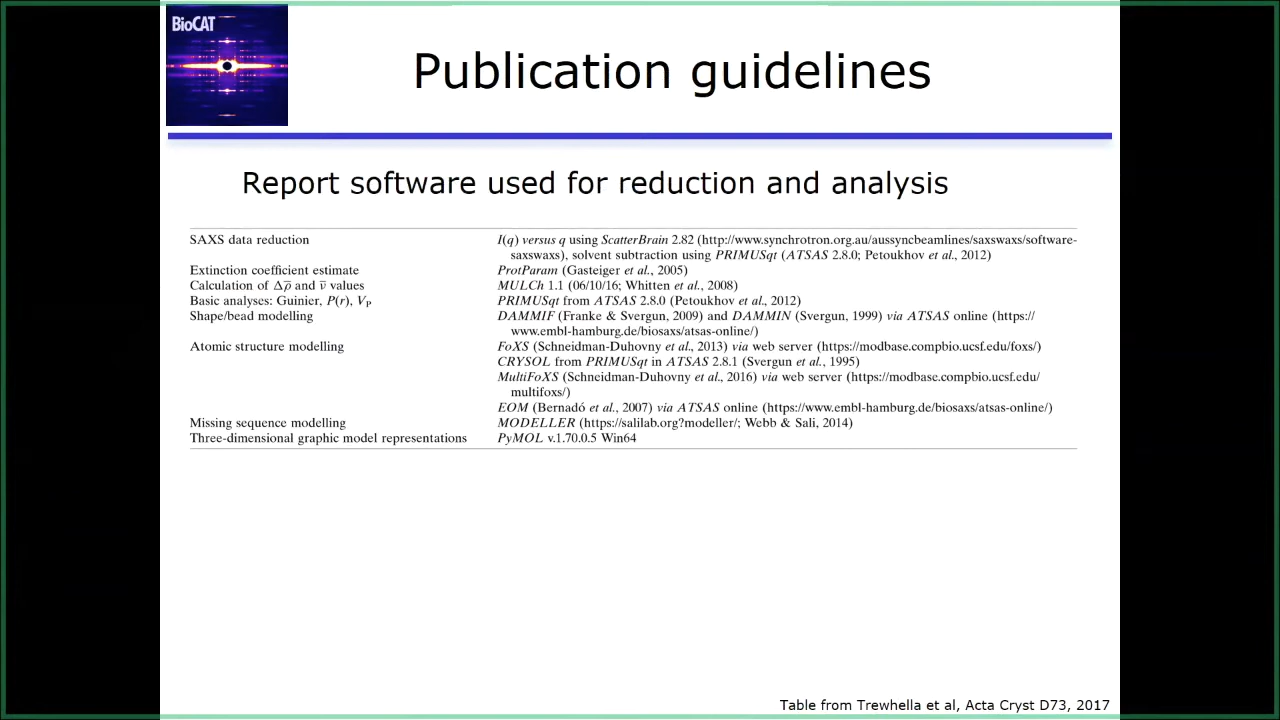 BioCAT
Publication guidelines
Report software used for reduction and analysis
SAXS data reduction I(q) versus q using ScatterBrain 2.82 (http://www.synchrotron.org.au/aussyncbeamlines/saxswaxs/software-
saxswaxs), solvent subtraction using PRIMUSqt (ATSAS 2.8.0; Petoukhov et al., 2012)
Extinction coefficient estimate ProtParam (Gasteiger et al., 2005)
Calculation of Δρ̅ and ν̅ values MULCh 1.1 (06/10/16; Whitten et al., 2008)
Basic analyses: Guinier, P(r), VP PRIMUSqt from ATSAS 2.8.0 (Petoukhov et al., 2012)
Shape/bead modelling DAMMIF (Franke & Svergun, 2009) and DAMMIN (Svergun, 1999) via ATSAS online (https://
www.embl-hamburg.de/biosaxs/atsas-online/)
Atomic structure modelling FoXS (Schneidman-Duhovny et al., 2013) via web server (https://modbase.compbio.ucsf.edu/foxs/)
CRYSOL from PRIMUSqt in ATSAS 2.8.1 (Svergun et al., 1995)
MultiFoXS (Schneidman-Duhovny et al., 2016) via web server (https://modbase.compbio.ucsf.edu/
multifoxs/)
EOM (Bernadó et al., 2007) via ATSAS online (https://www.embl-hamburg.de/biosaxs/atsas-online/)
Missing sequence modelling MODELLER (https://salilab.org?modeller/; Webb & Sali, 2014)
Three-dimensional graphic model representations PyMOL v.1.70.0.5 Win64
Table from Trewhella et al, Acta Cryst D73, 2017